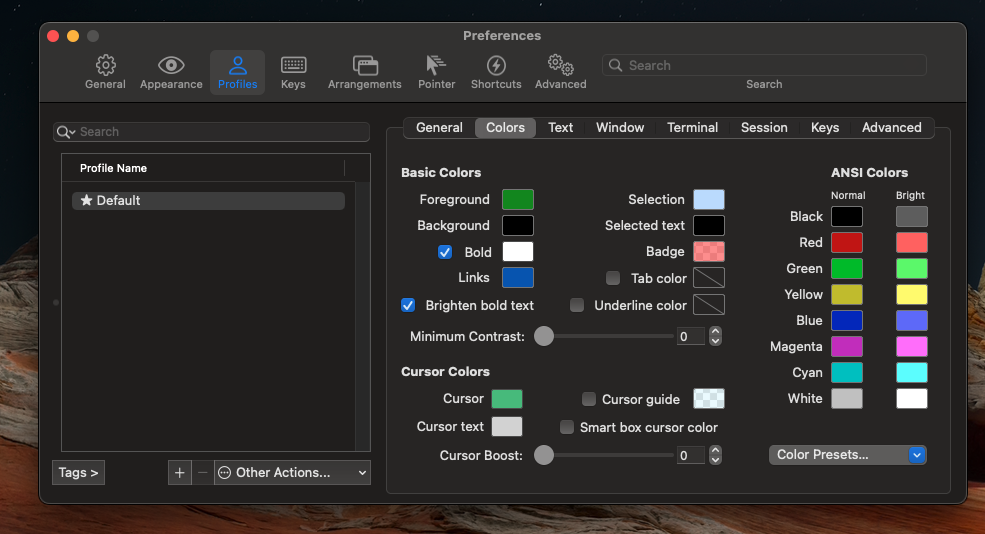 Preferences
General Appearance Profiles Keys Arrangements Pointer Shortcuts Advanced Search
Search
Search
Profile Name
Default
Tags >
+ − Other Actions...
General Colors Text Window Terminal Session Keys Advanced
Basic Colors
Foreground
Background
Bold
Links
Brighten bold text
Selection
Selected text
Badge
Tab color
Underline color
Minimum Contrast: 0
Cursor Colors
Cursor
Cursor text
Cursor guide
Smart box cursor color
Cursor Boost: 0
ANSI Colors
Normal Bright
Black
Red
Green
Yellow
Blue
Magenta
Cyan
White
Color Presets...